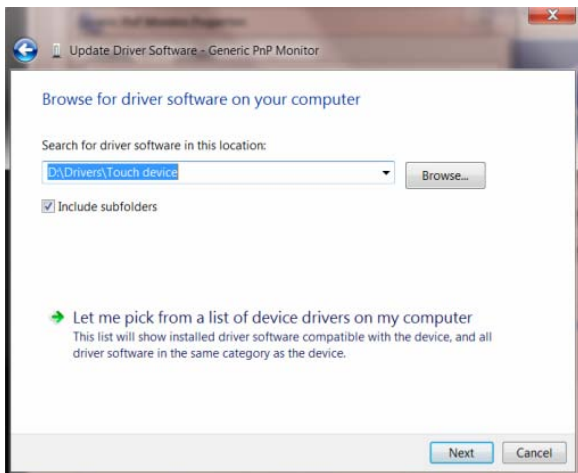 Update Driver Software - Generic PnP Monitor
Browse for driver software on your computer
Search for driver software in this location:
D:\Drivers\Touch device
Browse...
Include subfolders
Let me pick from a list of device drivers on my computer
This list will show installed driver software compatible with the device, and all
driver software in the same category as the device.
Next
Cancel